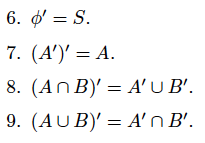 6. ϕ′ = S.
7. (A′)′ = A.
8. (A ∩ B)′ = A′ ∪ B′.
9. (A ∪ B)′ = A′ ∩ B′.